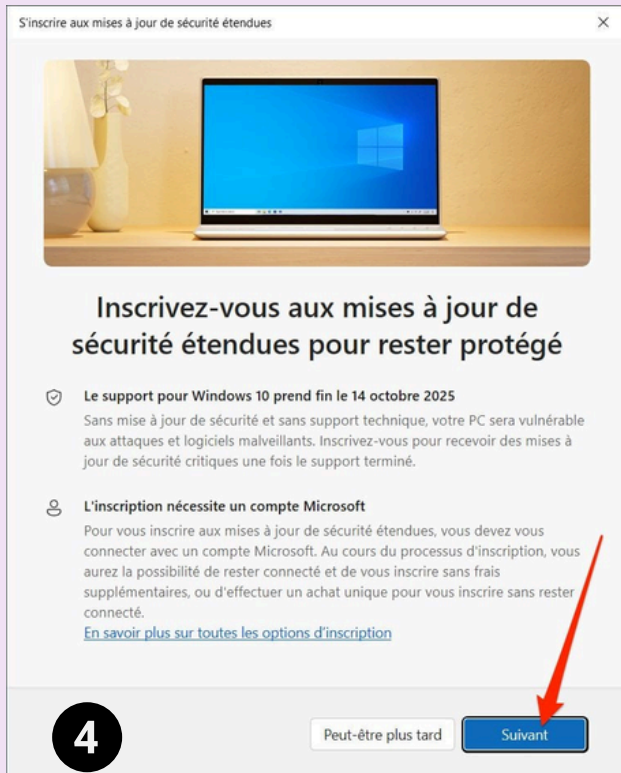 S'inscrire aux mises à jour de sécurité étendues
Inscrivez-vous aux mises à jour de
sécurité étendues pour rester protégé
Le support pour Windows 10 prend fin le 14 octobre 2025
Sans mise à jour de sécurité et sans support technique, votre PC sera vulnérable
aux attaques et logiciels malveillants. Inscrivez-vous pour recevoir des mises à
jour de sécurité critiques une fois le support terminé.
L'inscription nécessite un compte Microsoft
Pour vous inscrire aux mises à jour de sécurité étendues, vous devez vous
connecter avec un compte Microsoft. Au cours du processus d'inscription, vous
aurez la possibilité de rester connecté et de vous inscrire sans frais
supplémentaires, ou d'effectuer un achat unique pour vous inscrire sans rester
connecté.
En savoir plus sur toutes les options d'inscription
4
Peut-être plus tard
Suivant